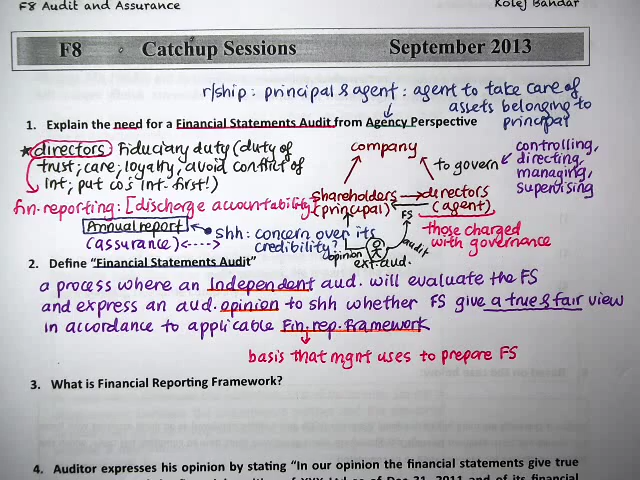 F8 Audit and Assurance Kolej Bandar
F8 Catchup Sessions September 2013
r/ship: principal & agent: agent to take care of
assets belonging to
principal
1. Explain the need for a Financial Statements Audit from Agency Perspective
* directors Fiduciary duty (duty of
trust; care; loyalty, avoid conflict of
Int; put co's int. first!)
company
to govern
controlling,
directing,
managing,
supervising
shareholders
(principal)
directors
(agent)
FS
those charged
with governance
fin. reporting: [discharge accountability]
Annual report
(assurance)
shh: concern over its
credibility?
opinion
audit
ext. aud.
2. Define "Financial Statements Audit"
a process where an Independent aud. will evaluate the FS
and express an aud. opinion to shh whether FS give a true & fair view
in accordance to applicable Fin. rep. Framework
basis that mgnt uses to prepare FS
3. What is Financial Reporting Framework?
4. Auditor expresses his opinion by stating "In our opinion the financial statements give true